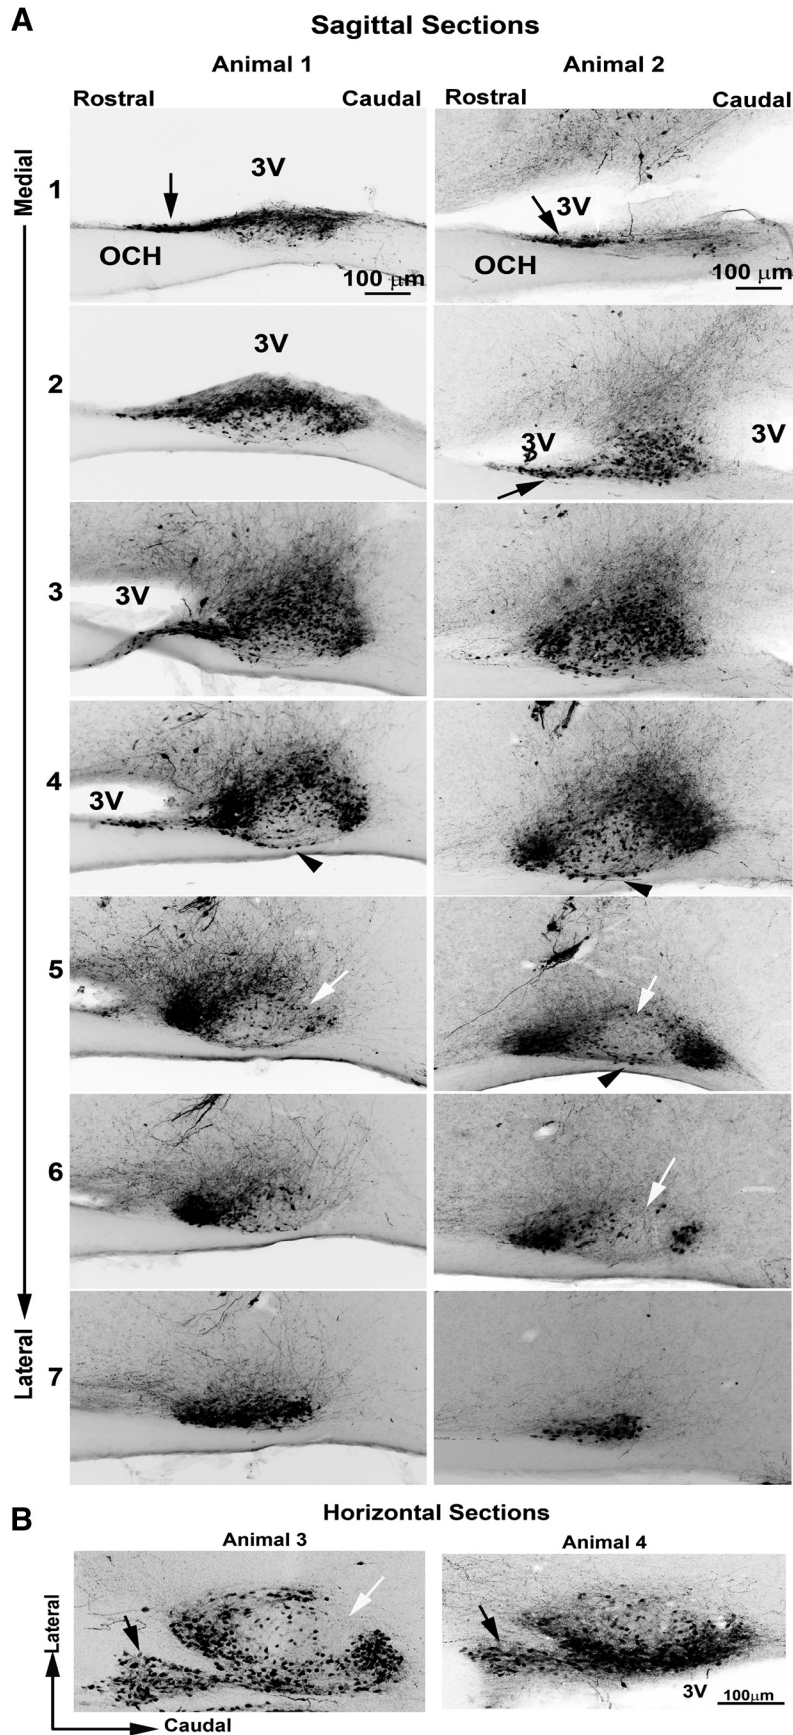 A
Sagittal Sections
Animal 1
Animal 2
Rostral
Caudal
Rostral
Caudal
Medial
1
3V
OCH
100 µm
3V
OCH
100 µm
2
3V
3V
3V
3
3V
4
3V
5
6
Lateral
7
B
Horizontal Sections
Animal 3
Animal 4
Lateral
Caudal
3V
100µm